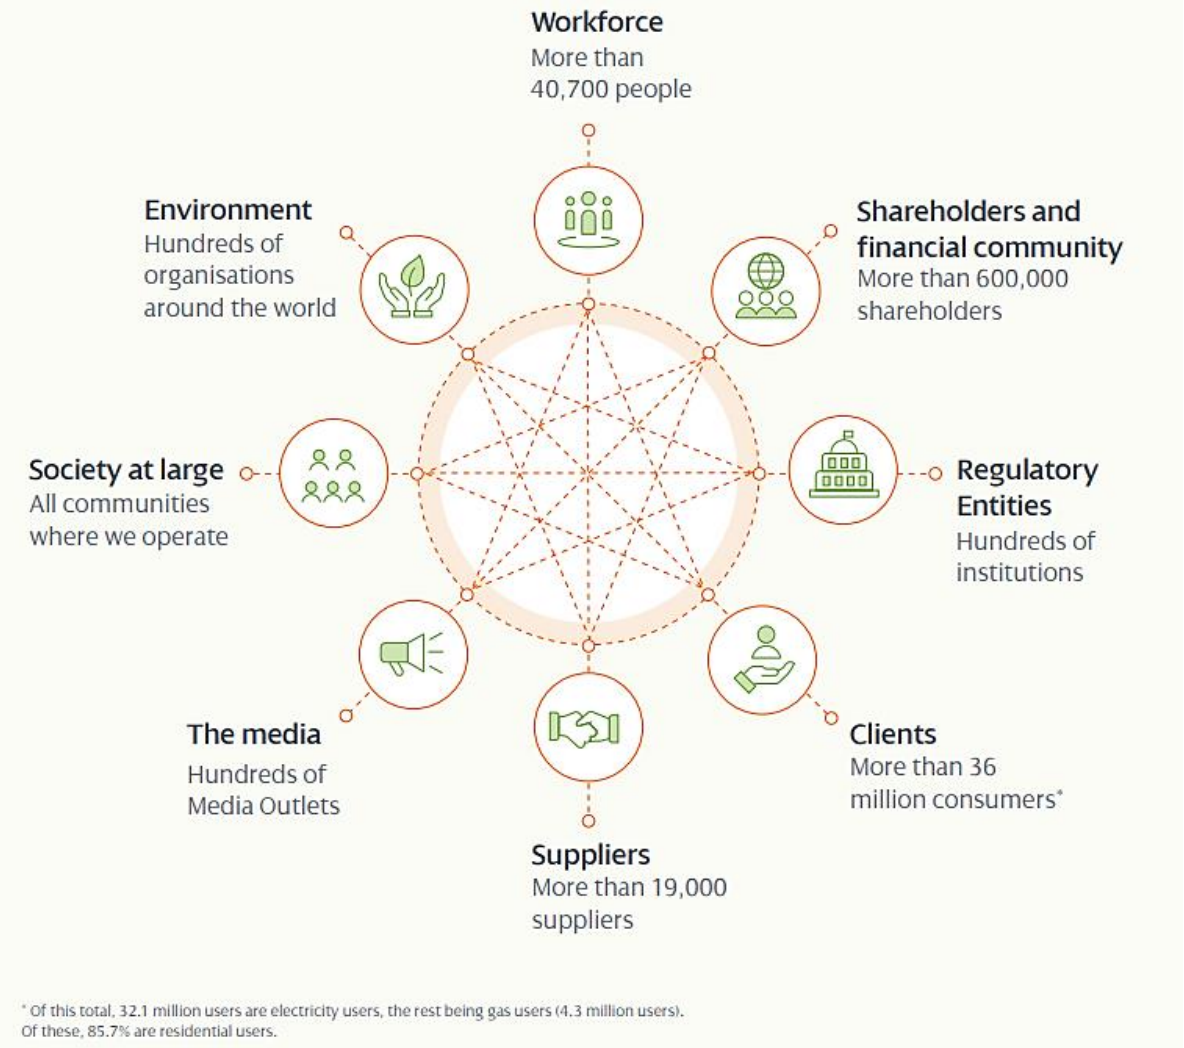 Workforce
More than
40,700 people
Environment
Hundreds of
organisations
around the world
Shareholders and
financial community
More than 600,000
shareholders
Society at large
All communities
where we operate
Regulatory
Entities
Hundreds of
institutions
The media
Hundreds of
Media Outlets
Clients
More than 36
million consumers*
Suppliers
More than 19,000
suppliers
* Of this total, 32.1 million users are electricity users, the rest being gas users (4.3 million users).
Of these, 85.7% are residential users.